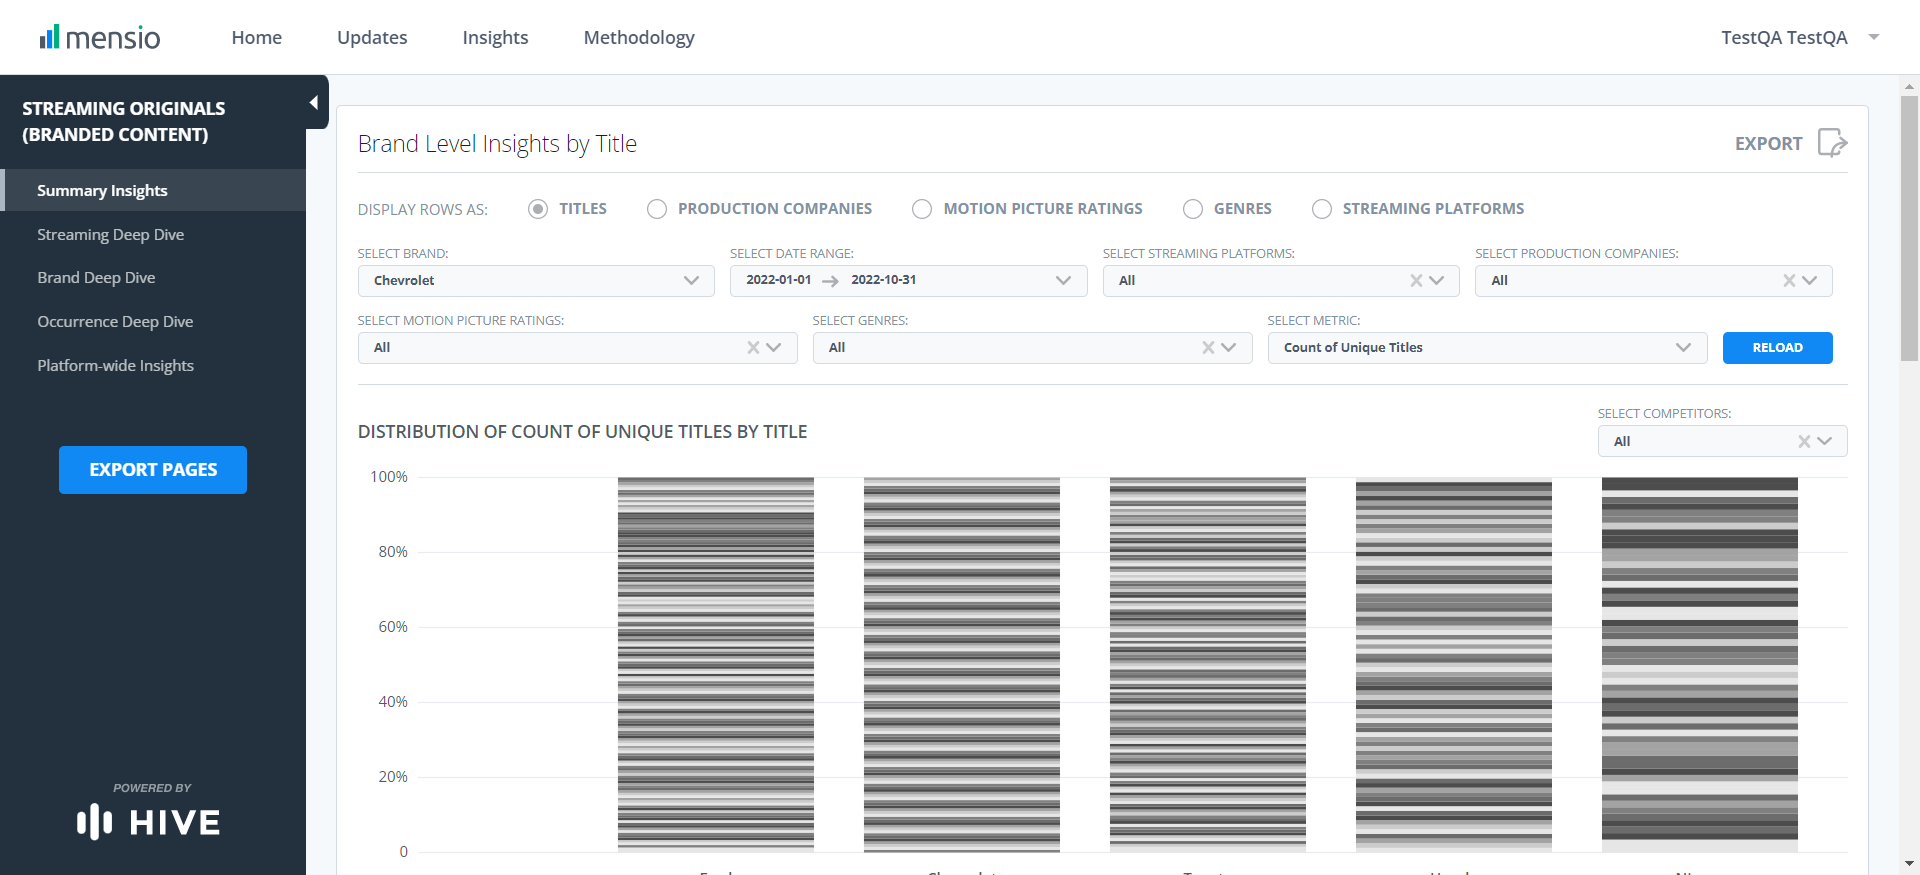 mensio Home Updates Insights Methodology TestQA TestQA
STREAMING ORIGINALS
(BRANDED CONTENT)
Summary Insights
Streaming Deep Dive
Brand Deep Dive
Occurrence Deep Dive
Platform-wide Insights
EXPORT PAGES
POWERED BY
HIVE
Brand Level Insights by Title
EXPORT
DISPLAY ROWS AS: TITLES PRODUCTION COMPANIES MOTION PICTURE RATINGS GENRES STREAMING PLATFORMS
SELECT BRAND: SELECT DATE RANGE: SELECT STREAMING PLATFORMS: SELECT PRODUCTION COMPANIES:
Chevrolet 2022-01-01 2022-10-31 All All
SELECT MOTION PICTURE RATINGS: SELECT GENRES: SELECT METRIC:
All All Count of Unique Titles RELOAD
SELECT COMPETITORS:
DISTRIBUTION OF COUNT OF UNIQUE TITLES BY TITLE
All
100%
80%
60%
40%
20%
0